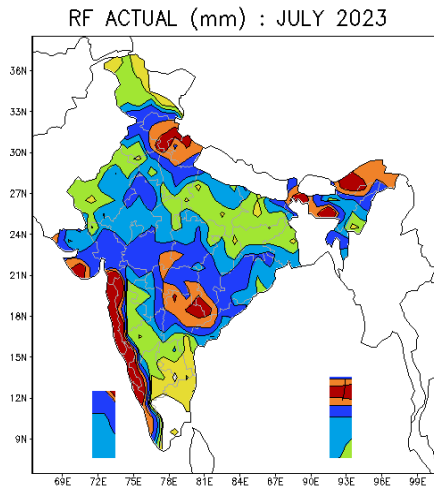 RF ACTUAL (mm) : JULY 2023
36N
33N
30N
27N
24N
21N
18N
15N
12N
9N
69E 72E 75E 78E 81E 84E 87E 90E 93E 96E 99E